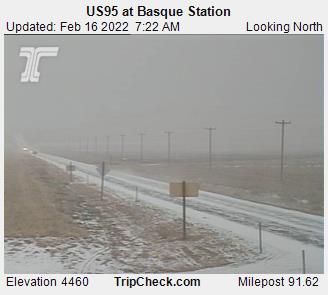 US95 at Basque Station
Updated: Feb 16 2022 7:22 AM Looking North
Elevation 4460 TripCheck.com Milepost 91.62